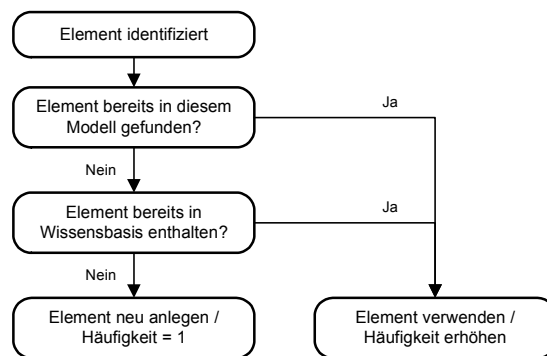 Element identifiziert
Element bereits in diesem
Modell gefunden?
Ja
Nein
Element bereits in
Wissensbasis enthalten?
Ja
Nein
Element neu anlegen /
Häufigkeit = 1
Element verwenden /
Häufigkeit erhöhen